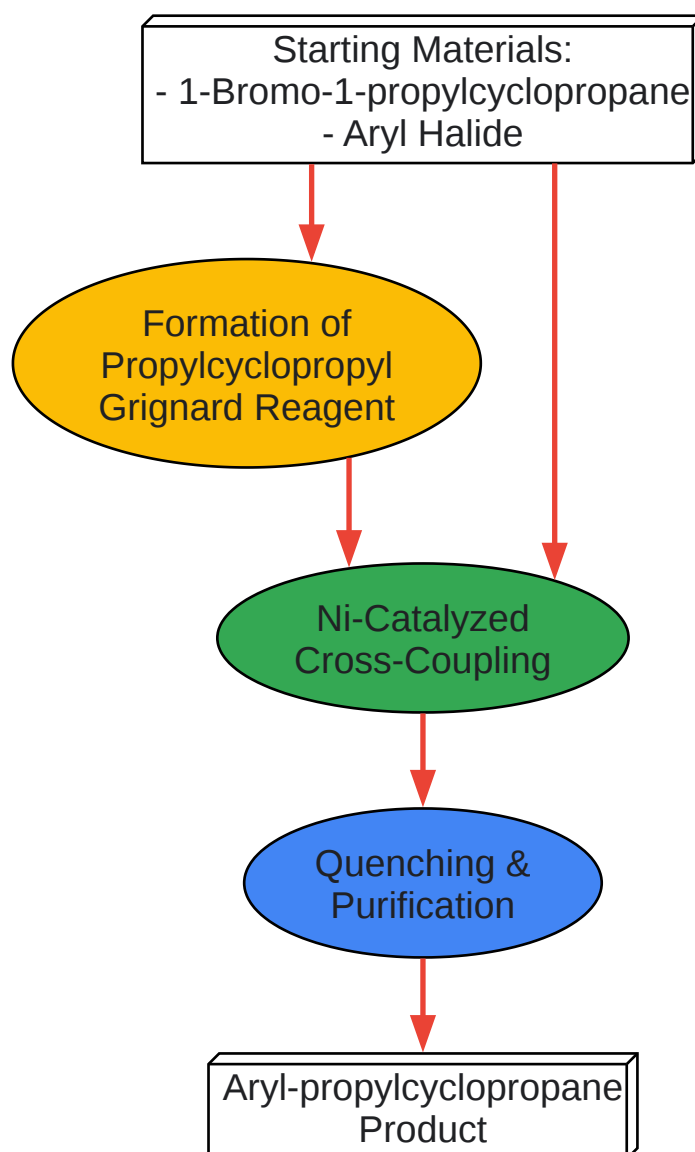 Starting Materials:
- 1-Bromo-1-propylcyclopropane
- Aryl Halide
Formation of
Propylcyclopropyl
Grignard Reagent
Ni-Catalyzed
Cross-Coupling
Quenching &
Purification
Aryl-propylcyclopropane
Product